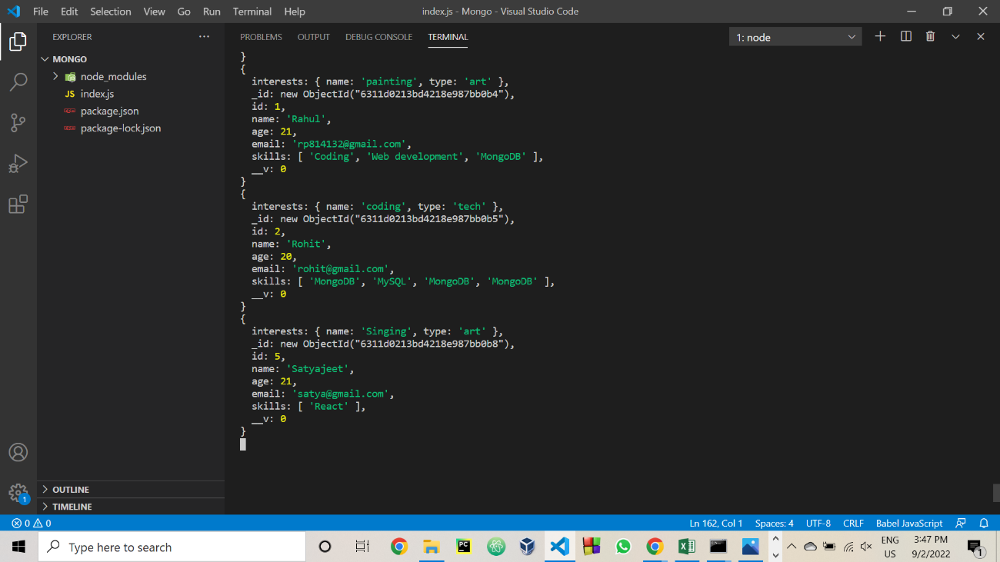 File Edit Selection View Go Run Terminal Help index.js - Mongo - Visual Studio Code
EXPLORER
MONGO
node_modules
JS index.js
package.json
package-lock.json
OUTLINE
TIMELINE
PROBLEMS OUTPUT DEBUG CONSOLE TERMINAL 1: node
}
{
interests: { name: 'painting', type: 'art' },
_id: new ObjectId("6311d0213bd4218e987bb0b4"),
id: 1,
name: 'Rahul',
age: 21,
email: 'rp814132@gmail.com',
skills: [ 'Coding', 'Web development', 'MongoDB' ],
__v: 0
}
{
interests: { name: 'coding', type: 'tech' },
_id: new ObjectId("6311d0213bd4218e987bb0b5"),
id: 2,
name: 'Rohit',
age: 20,
email: 'rohit@gmail.com',
skills: [ 'MongoDB', 'MySQL', 'MongoDB', 'MongoDB' ],
__v: 0
}
{
interests: { name: 'Singing', type: 'art' },
_id: new ObjectId("6311d0213bd4218e987bb0b8"),
id: 5,
name: 'Satyajeet',
age: 21,
email: 'satya@gmail.com',
skills: [ 'React' ],
__v: 0
}
1
0 0 Ln 162, Col 1 Spaces: 4 UTF-8 CRLF Babel JavaScript
Type here to search
PC
ENG
US
3:47 PM
9/2/2022
1